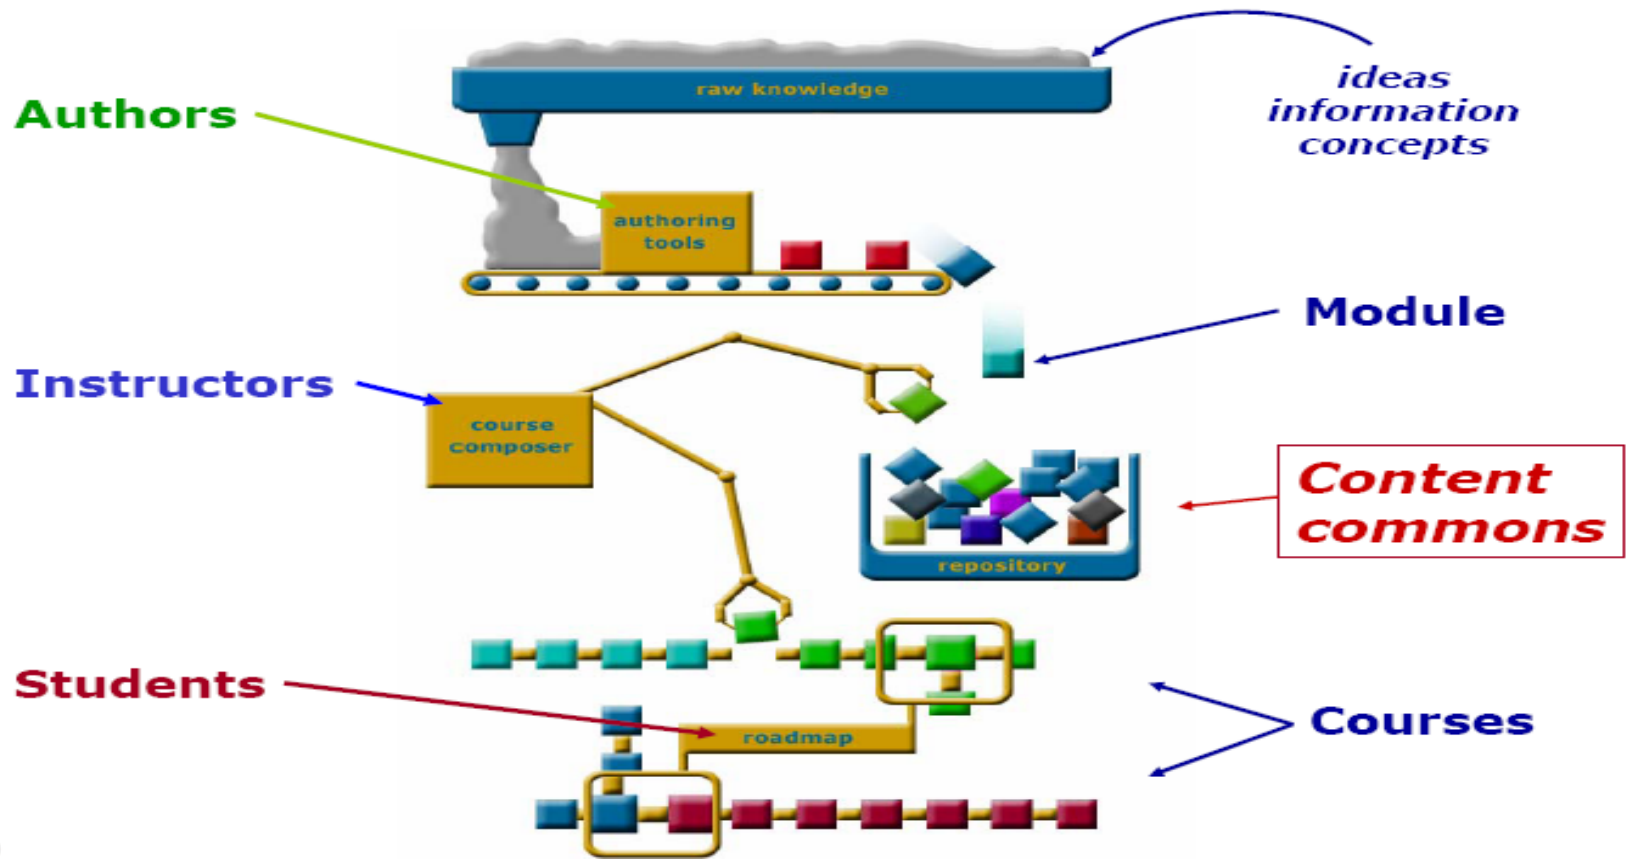 raw knowledge
ideas
information
concepts
Authors
authoring
tools
Module
Instructors
course
composer
Content
commons
repository
Students
roadmap
Courses